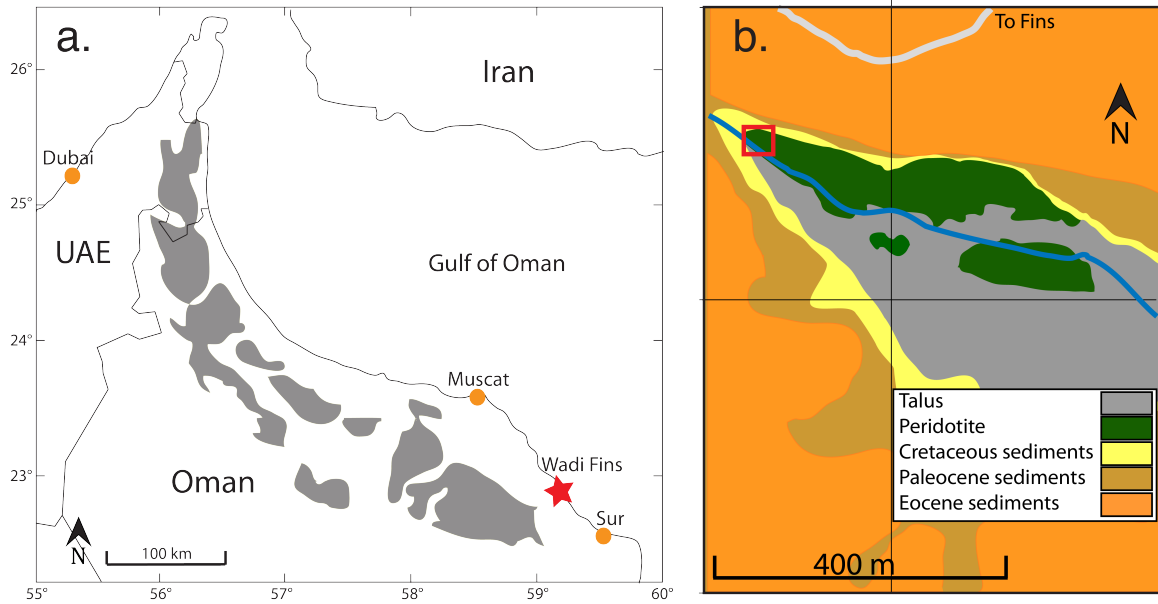 a.
26°
Iran
Dubai
25°
UAE
Gulf of Oman
24°
Muscat
Wadi Fins
23°
Oman
Sur
N
100 km
55°
56°
57°
58°
59°
60°
b.
To Fins
N
Talus
Peridotite
Cretaceous sediments
Paleocene sediments
Eocene sediments
400 m